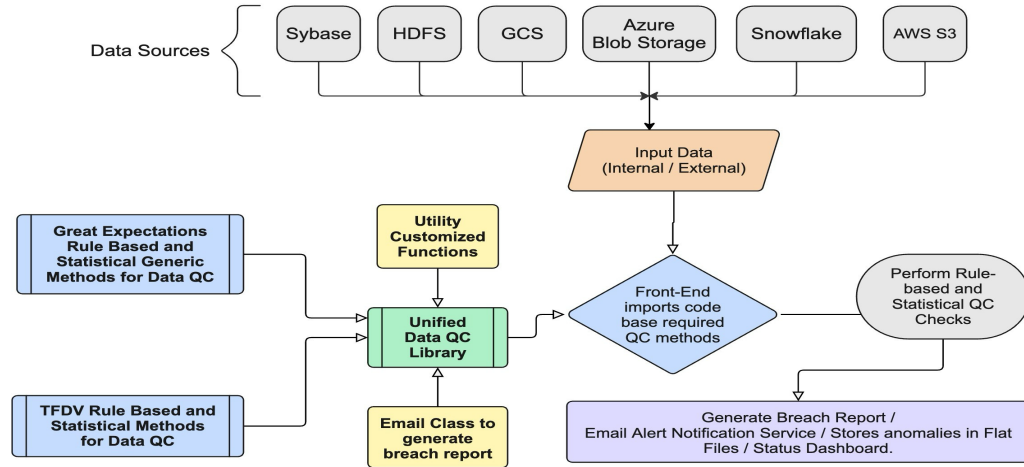 Data Sources
Sybase
HDFS
GCS
Azure
Blob Storage
Snowflake
AWS S3
Input Data
(Internal / External)
Great Expectations
Rule Based and
Statistical Generic
Methods for Data QC
Utility
Customized
Functions
Unified
Data QC
Library
Front-End
imports code
base required
QC methods
Perform Rule-
based and
Statistical QC
Checks
TFDV Rule Based and
Statistical Methods
for Data QC
Email Class to
generate
breach report
Generate Breach Report /
Email Alert Notification Service / Stores anomalies in Flat
Files / Status Dashboard.